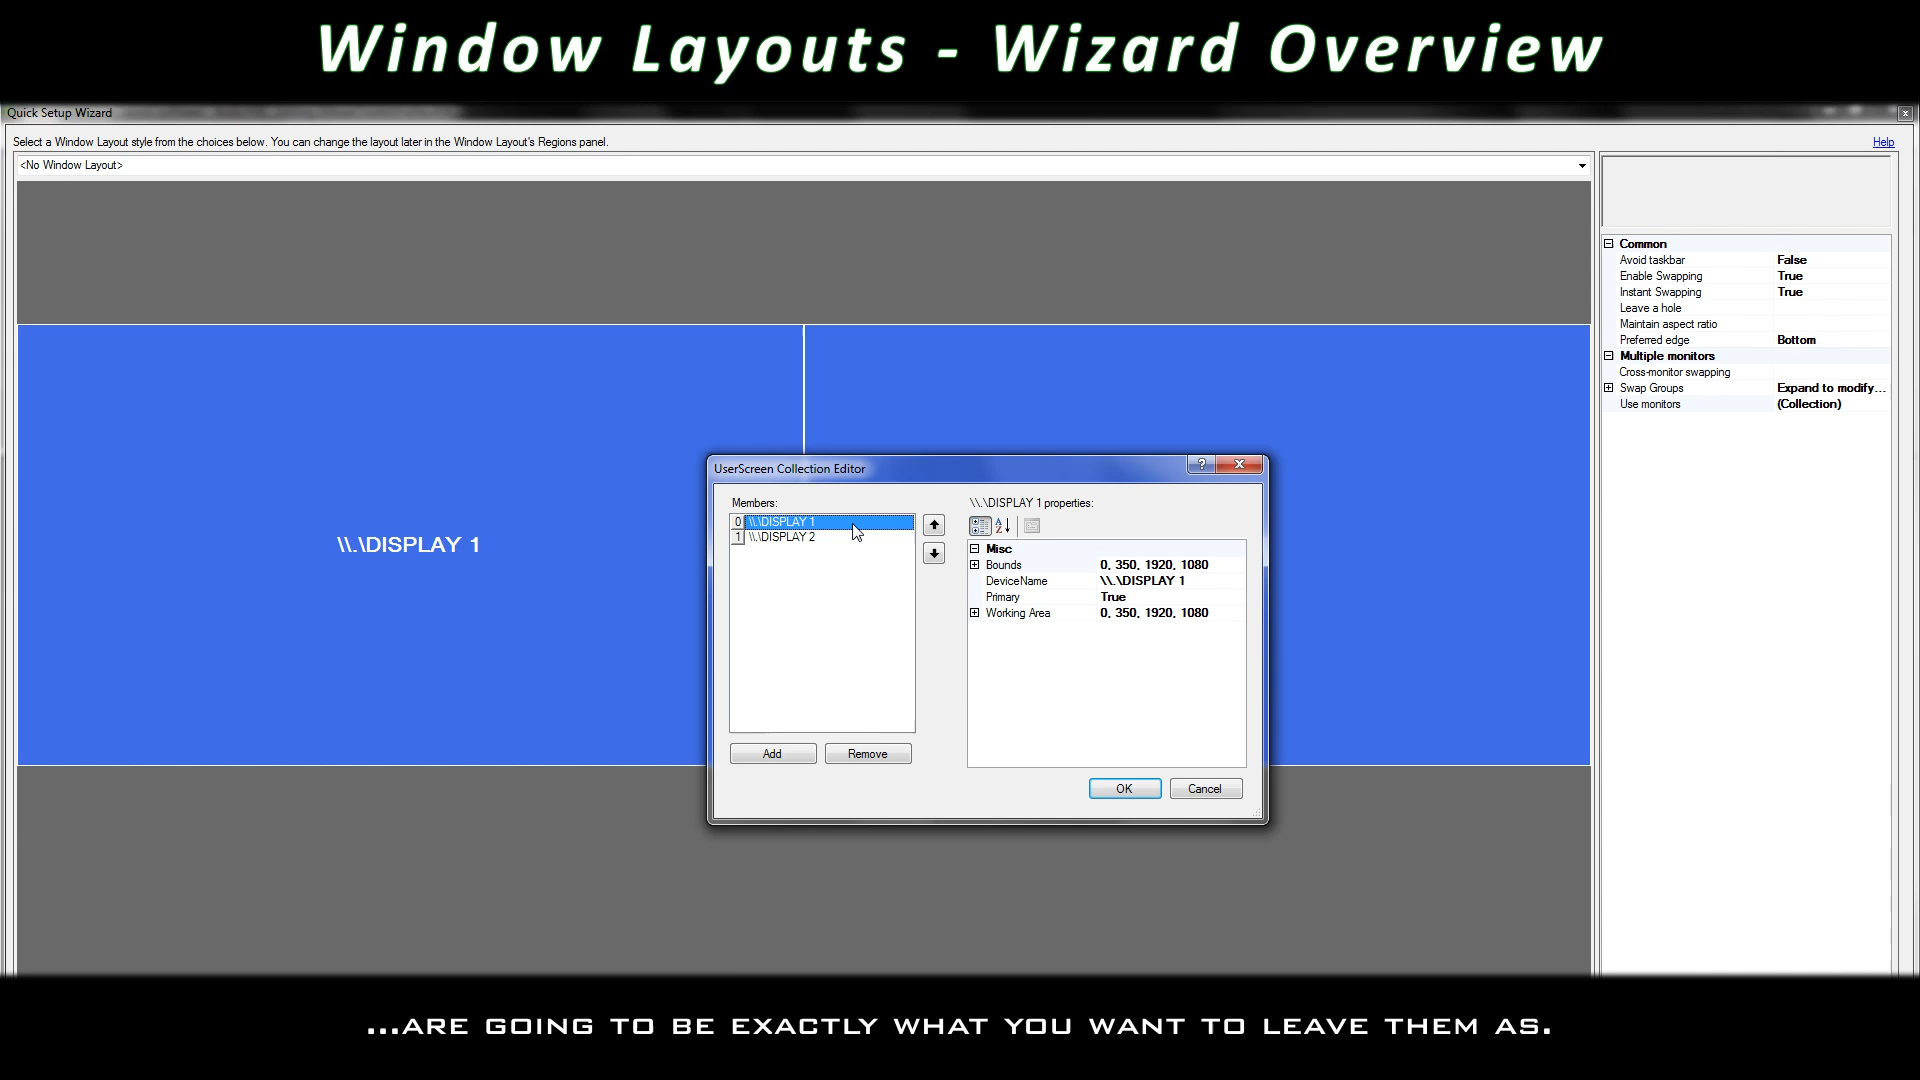 Window Layouts - Wizard Overview
Quick Setup Wizard
Select a Window Layout style from the choices below. You can change the layout later in the Window Layout's Regions panel.
Help
<No Window Layout>
Common
Avoid taskbar False
Enable Swapping True
Instant Swapping True
Leave a hole
Maintain aspect ratio
Preferred edge Bottom
Multiple monitors
Cross-monitor swapping
Swap Groups Expand to modify...
Use monitors (Collection)
\\.\DISPLAY 1
UserScreen Collection Editor
Members:
0 \\.\DISPLAY 1
1 \\.\DISPLAY 2
Add Remove
\\.\DISPLAY 1 properties:
Misc
Bounds 0, 350, 1920, 1080
DeviceName \\.\DISPLAY 1
Primary True
Working Area 0, 350, 1920, 1080
OK Cancel
...ARE GOING TO BE EXACTLY WHAT YOU WANT TO LEAVE THEM AS.